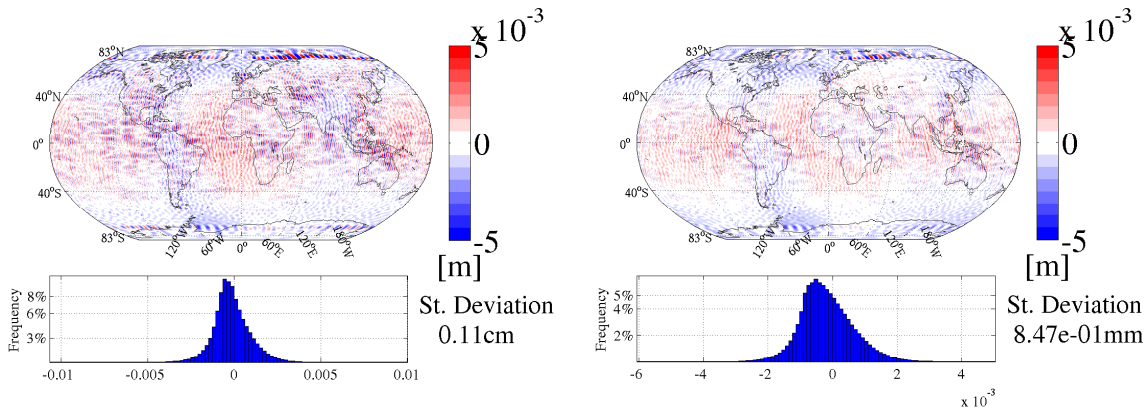 x 10⁻³
5
0
-5
[m]
83°N
40°N
0°
40°S
83°S
120°W
60°W
0°
60°E
120°E
180°W
Frequency
8%
6%
3%
-0.01
-0.005
0
0.005
0.01
St. Deviation
0.11cm
x 10⁻³
5
0
-5
[m]
83°N
40°N
0°
40°S
83°S
120°W
60°W
0°
60°E
120°E
180°W
Frequency
5%
4%
2%
-6
-4
-2
0
2
4
x 10⁻³
St. Deviation
8.47e-01mm